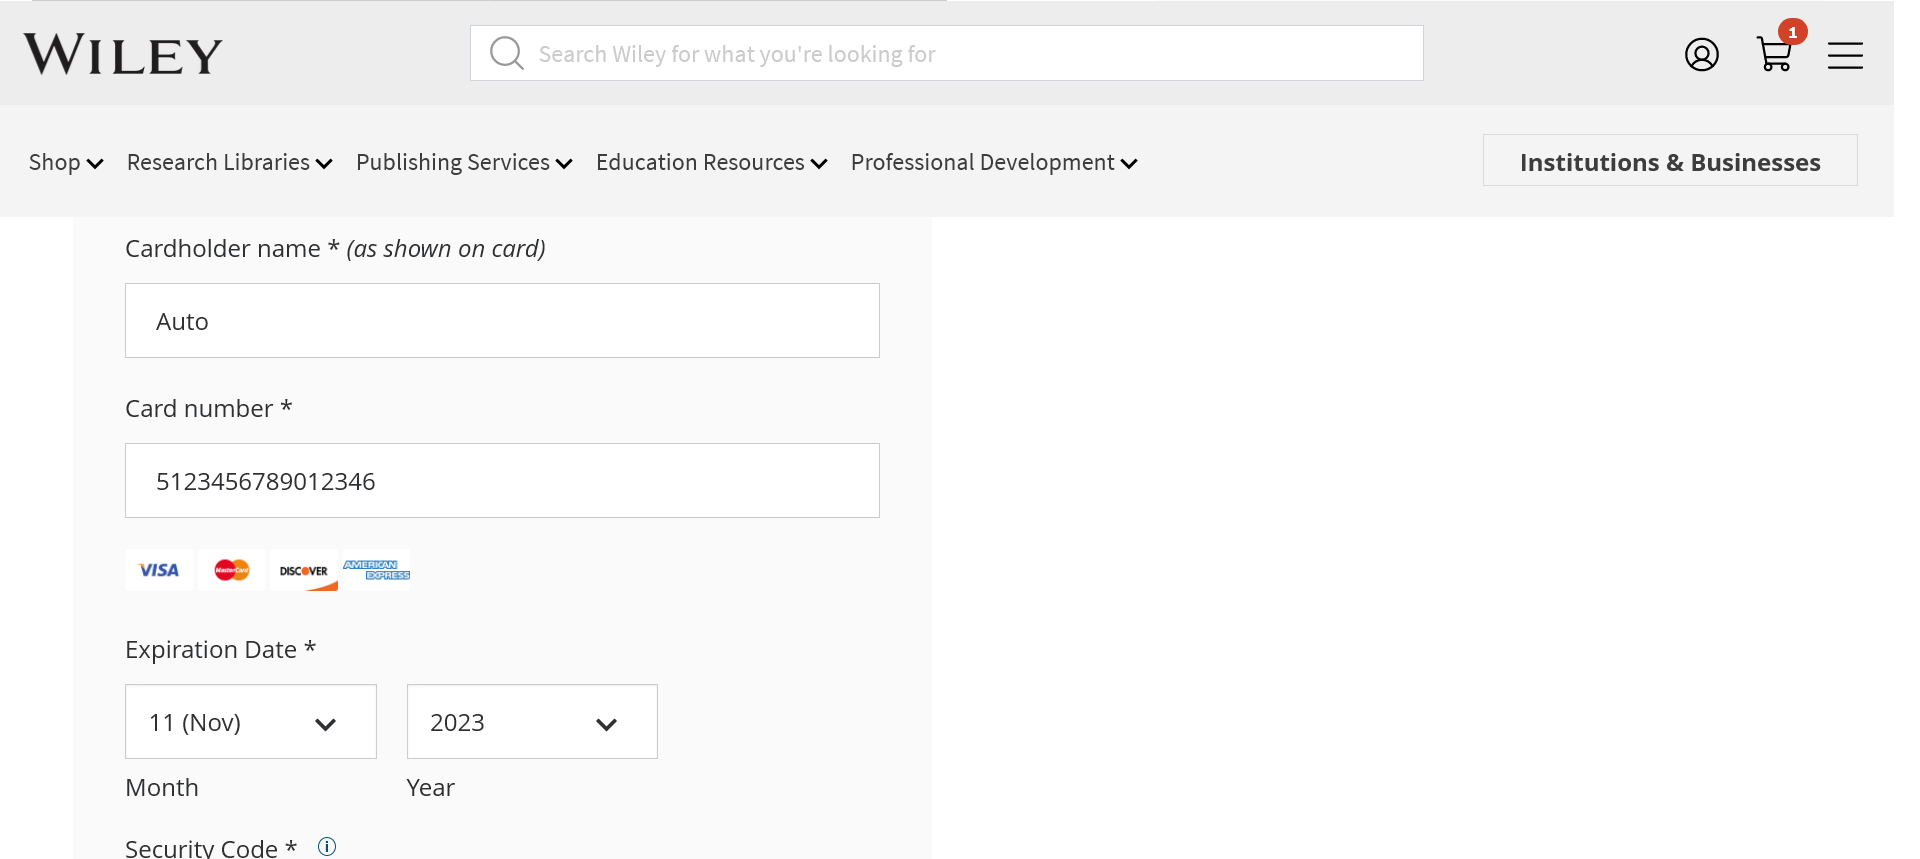 WILEY
Search Wiley for what you're looking for
1
Shop Research Libraries Publishing Services Education Resources Professional Development Institutions & Businesses
Cardholder name * (as shown on card)
Auto
Card number *
5123456789012346
VISA MasterCard DISCOVER AMERICAN EXPRESS
Expiration Date *
11 (Nov) 2023
Month Year
Security Code * i